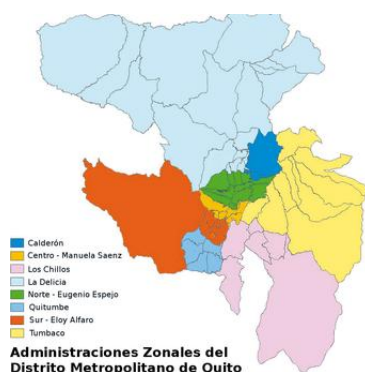 Calderón
Centro - Manuela Saenz
Los Chillos
La Delicia
Norte - Eugenio Espejo
Quitumbe
Sur - Eloy Alfaro
Tumbaco
Administraciones Zonales del
Distrito Metropolitano de Quito